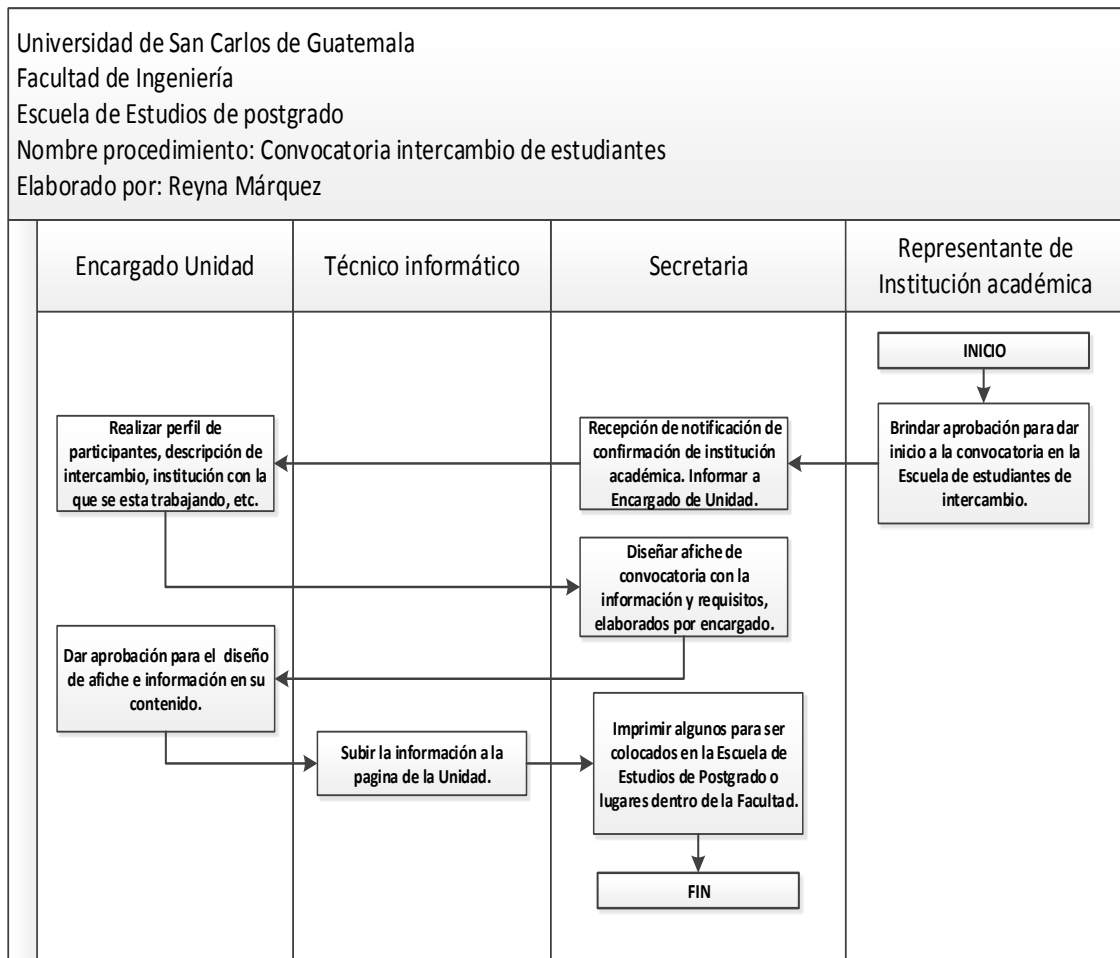 Universidad de San Carlos de Guatemala
Facultad de Ingeniería
Escuela de Estudios de postgrado
Nombre procedimiento: Convocatoria intercambio de estudiantes
Elaborado por: Reyna Márquez
Encargado Unidad
Técnico informático
Secretaria
Representante de
Institución académica
INICIO
Brindar aprobación para dar
inicio a la convocatoria en la
Escuela de estudiantes de
intercambio.
Recepción de notificación de
confirmación de institución
académica. Informar a
Encargado de Unidad.
Realizar perfil de
participantes, descripción de
intercambio, institución con la
que se esta trabajando, etc.
Diseñar afiche de
convocatoria con la
información y requisitos,
elaborados por encargado.
Dar aprobación para el diseño
de afiche e información en su
contenido.
Subir la información a la
pagina de la Unidad.
Imprimir algunos para ser
colocados en la Escuela de
Estudios de Postgrado o
lugares dentro de la Facultad.
FIN